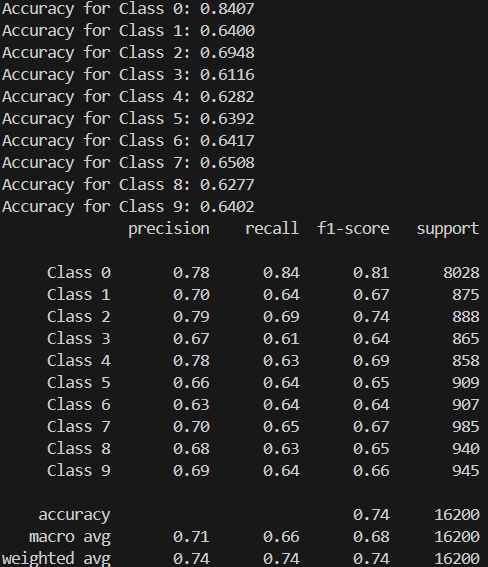 Accuracy for Class 0: 0.8407
Accuracy for Class 1: 0.6400
Accuracy for Class 2: 0.6948
Accuracy for Class 3: 0.6116
Accuracy for Class 4: 0.6282
Accuracy for Class 5: 0.6392
Accuracy for Class 6: 0.6417
Accuracy for Class 7: 0.6508
Accuracy for Class 8: 0.6277
Accuracy for Class 9: 0.6402
precision recall f1-score support
Class 0 0.78 0.84 0.81 8028
Class 1 0.70 0.64 0.67 875
Class 2 0.79 0.69 0.74 888
Class 3 0.67 0.61 0.64 865
Class 4 0.78 0.63 0.69 858
Class 5 0.66 0.64 0.65 909
Class 6 0.63 0.64 0.64 907
Class 7 0.70 0.65 0.67 985
Class 8 0.68 0.63 0.65 940
Class 9 0.69 0.64 0.66 945
accuracy 0.74 16200
macro avg 0.71 0.66 0.68 16200
weighted avg 0.74 0.74 0.74 16200